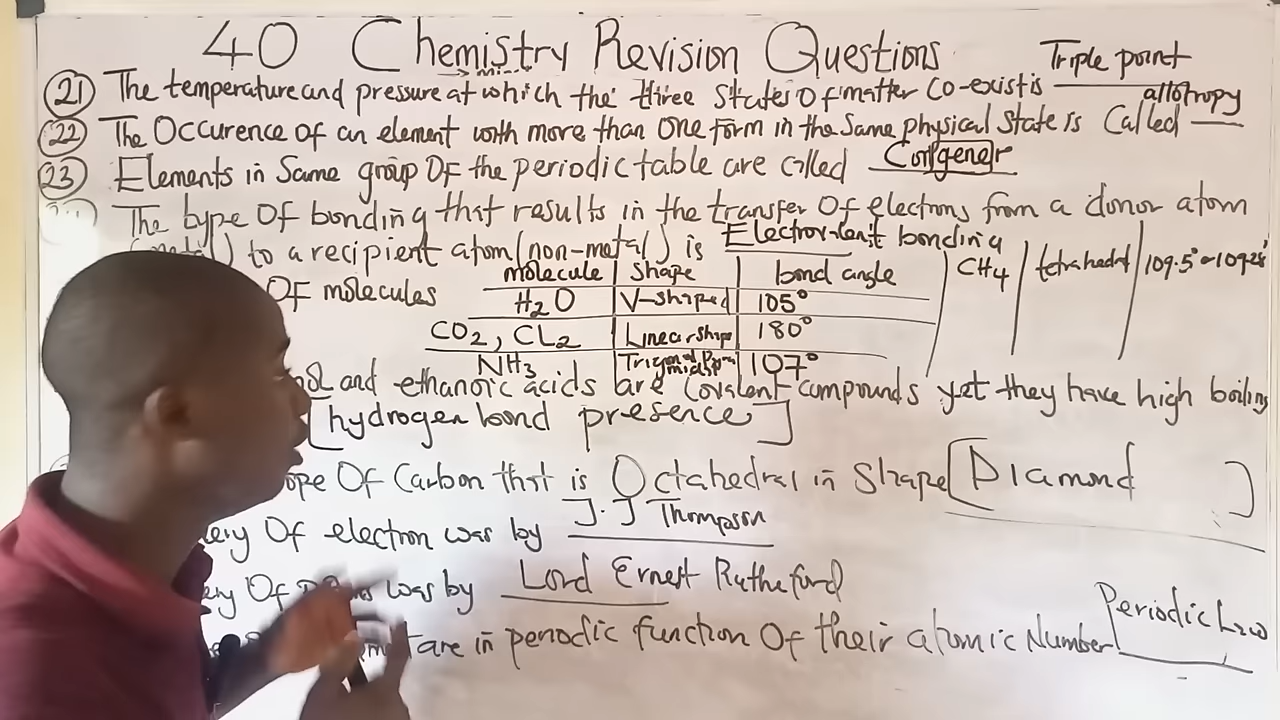 40 Chemistry Revision Questions
(21) The temperature and pressure at which the three States Of matter Co-exist is Triple point
(22) The Occurence of an element with more than One form in the Same physical State is Called allotropy
(23) Elements in Same group Of the periodic table are called Congener
The type Of bonding that results in the transfer Of electrons from a donor atom
to a recipient atom (non-metal) is Electrovalent bonding
Of molecules
molecule | Shape | bond angle
H2O | V-shaped | 105°
CO2, CL2 | Linear shape | 180°
NH3 | 107°
CH4 | tetrahedral | 109.5°
and ethanoic acids are Covalent compounds yet they have high boiling
[hydrogen bond presence]
Of Carbon that is Octahedral in Shape [Diamond]
Of electron was by J.J Thompson
Of was by Lord Ernest Rutheford
are in periodic function Of their atomic Number Periodic Law